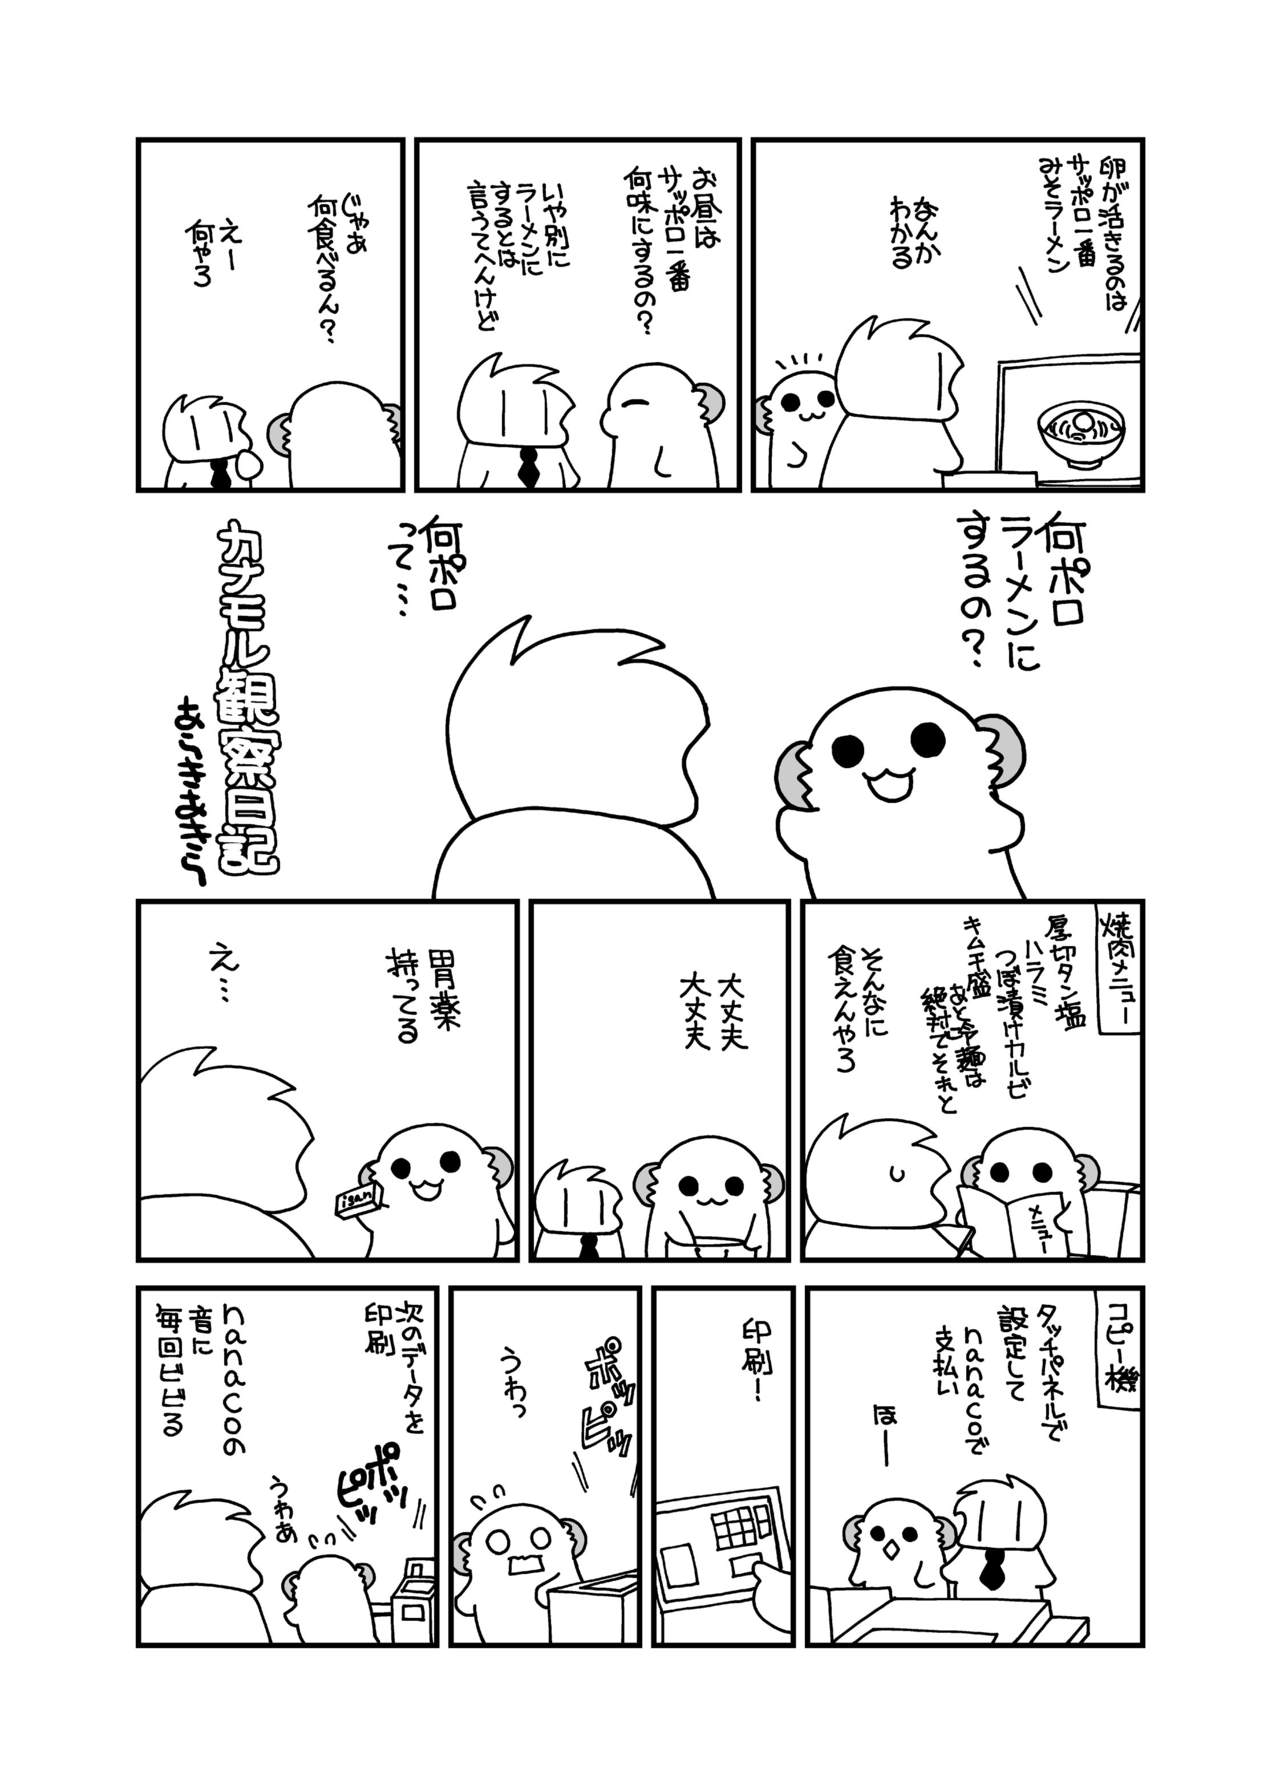 卵が活きるのは
サッポロ一番
みそラーメン
なんか
わかる
お昼は
サッポロ一番
何味にするの?
いや別に
ラーメンに
するとは
言うてへんけど
じゃあ
何食べるん?
えー
何やろ
何ポロ
ラーメンに
するの?
何ポロ
って…
カナモル観察日記
あらきあきら
焼肉メニュー
厚切タン塩
ハラミ
つぼ漬けカルビ
キムチ盛
あと冷麺は
絶対でそれと
そんなに
食えんやろ
メニュー
大丈夫
大丈夫
胃薬
持ってる
igan
え…
コピー機
タッチパネルで
設定して
nanacoで
支払い
ほー
印刷!
ポッ
ピッ
うわっ
次のデータを
印刷
ポッ
ピッ
うわあ
nanacoの
音に
毎回ビビる